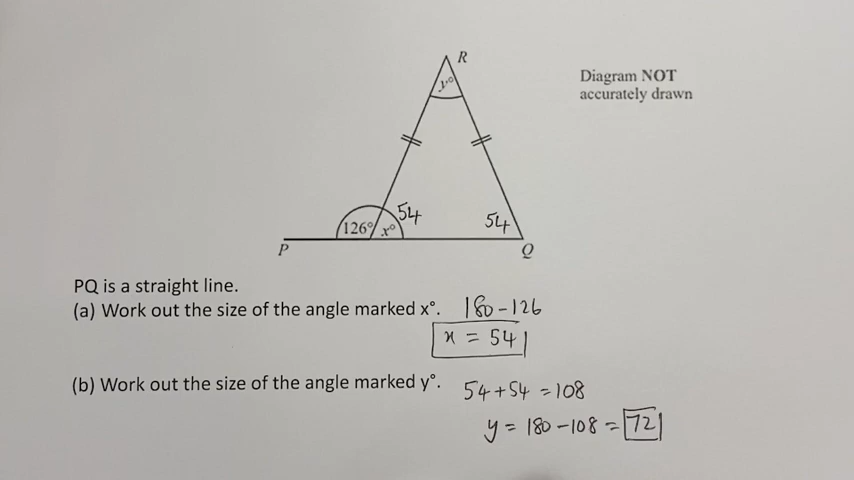 R
Diagram NOT
accurately drawn
y°
54
54
126°
x°
P
Q
PQ is a straight line.
(a) Work out the size of the angle marked x°. 180 - 126
x = 54
(b) Work out the size of the angle marked y°. 54 + 54 = 108
y = 180 - 108 = 72